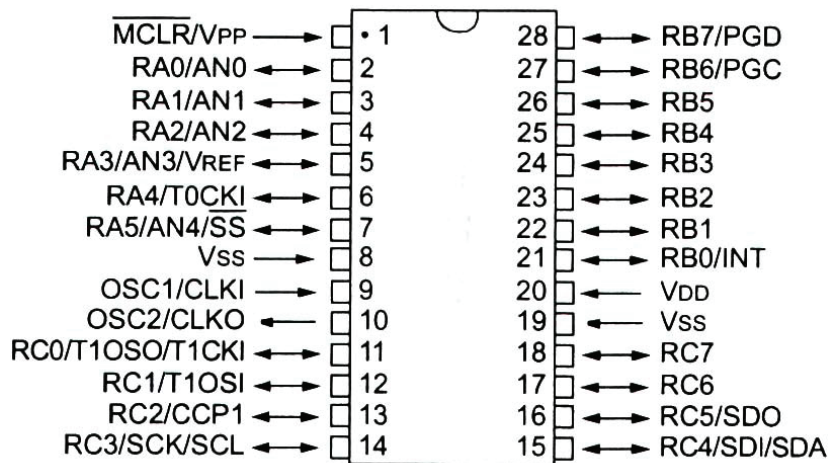 MCLR/VPP • 1 28 RB7/PGD
RA0/AN0 2 27 RB6/PGC
RA1/AN1 3 26 RB5
RA2/AN2 4 25 RB4
RA3/AN3/VREF 5 24 RB3
RA4/T0CKI 6 23 RB2
RA5/AN4/SS 7 22 RB1
VSS 8 21 RB0/INT
OSC1/CLKI 9 20 VDD
OSC2/CLKO 10 19 VSS
RC0/T1OSO/T1CKI 11 18 RC7
RC1/T1OSI 12 17 RC6
RC2/CCP1 13 16 RC5/SDO
RC3/SCK/SCL 14 15 RC4/SDI/SDA